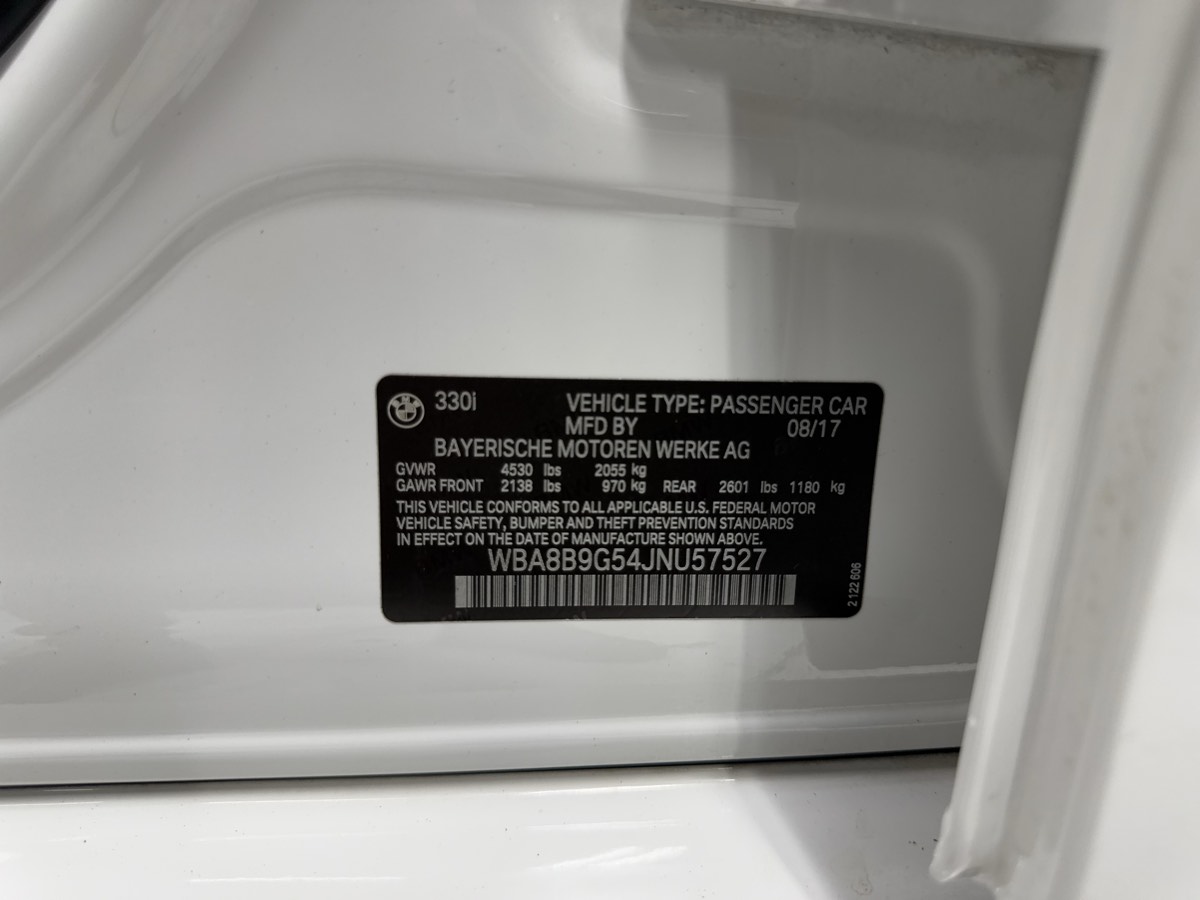 330i VEHICLE TYPE: PASSENGER CAR
MFD BY 08/17
BAYERISCHE MOTOREN WERKE AG
GVWR 4530 lbs 2055 kg
GAWR FRONT 2138 lbs 970 kg REAR 2601 lbs 1180 kg
THIS VEHICLE CONFORMS TO ALL APPLICABLE U.S. FEDERAL MOTOR
VEHICLE SAFETY, BUMPER AND THEFT PREVENTION STANDARDS
IN EFFECT ON THE DATE OF MANUFACTURE SHOWN ABOVE.
WBA8B9G54JNU57527
2 122 606